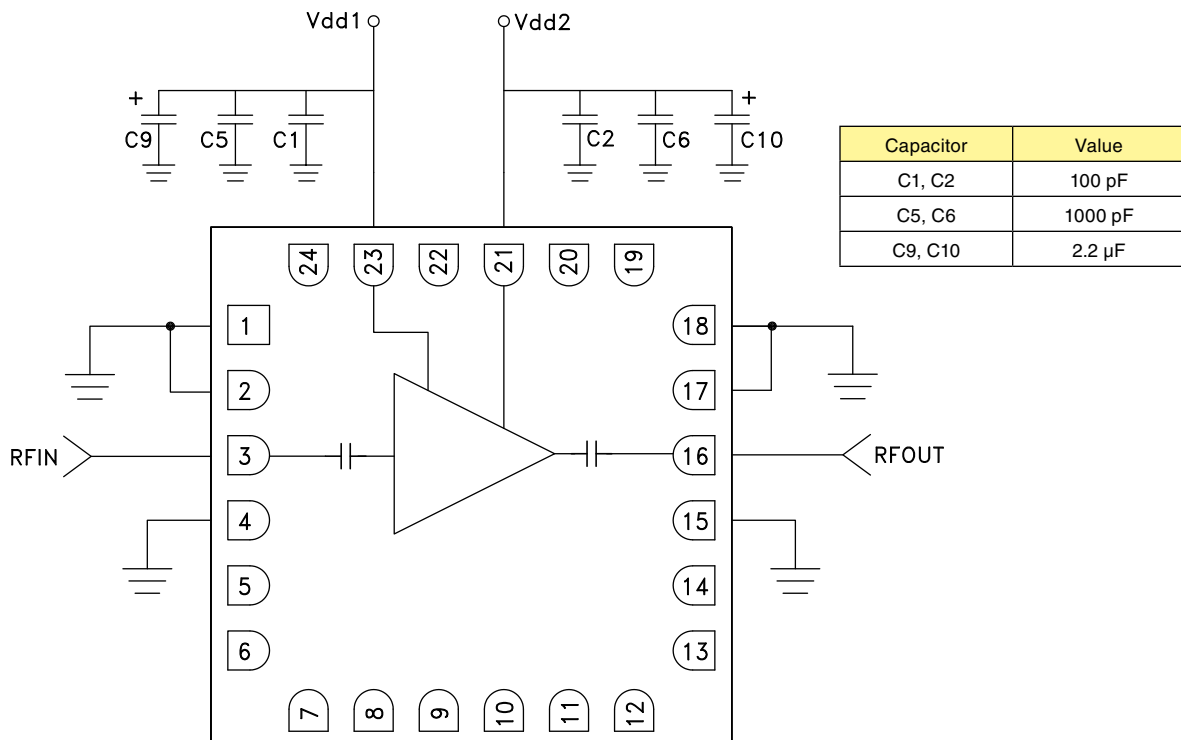 Vdd1
Vdd2
+
+
C9
C5
C1
C2
C6
C10
Capacitor Value
C1, C2 100 pF
C5, C6 1000 pF
C9, C10 2.2 µF
24
23
22
21
20
19
1
18
2
17
RFIN
3
16
RFOUT
4
15
5
14
6
13
7
8
9
10
11
12